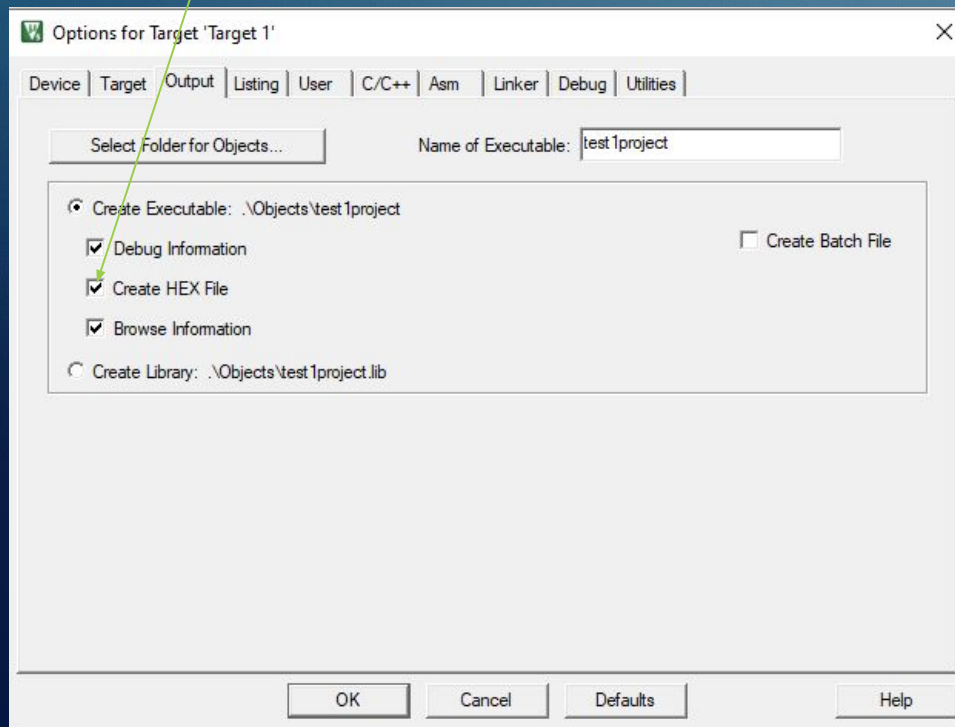 Options for Target 'Target 1'
Device Target Output Listing User C/C++ Asm Linker Debug Utilities
Select Folder for Objects... Name of Executable: test1project
Create Executable: .\Objects\test1project
Debug Information
Create Batch File
Create HEX File
Browse Information
Create Library: .\Objects\test1project.lib
OK Cancel Defaults Help